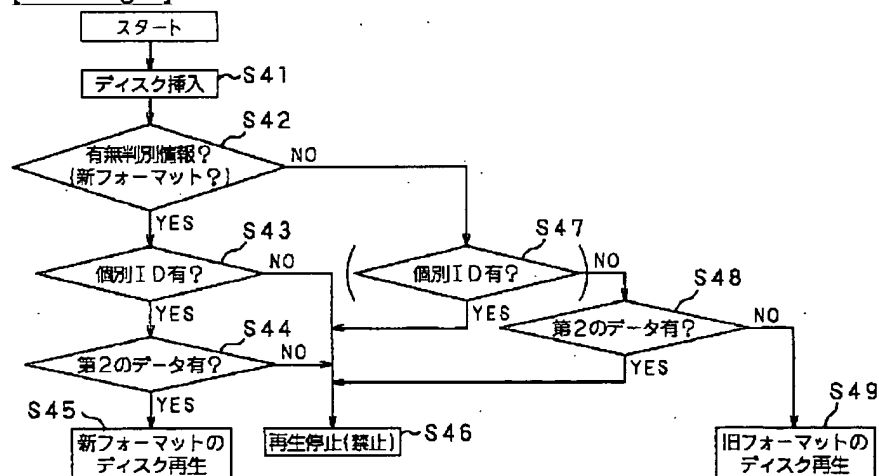 スタート
ディスク挿入
S41
S42
有無判別情報?
(新フォーマット?)
NO
YES
S43
個別ID有?
NO
YES
S47
個別ID有?
NO
YES
S48
第2のデータ有?
NO
YES
S44
第2のデータ有?
NO
YES
S45
新フォーマットの
ディスク再生
再生停止(禁止)
S46
S49
旧フォーマットの
ディスク再生